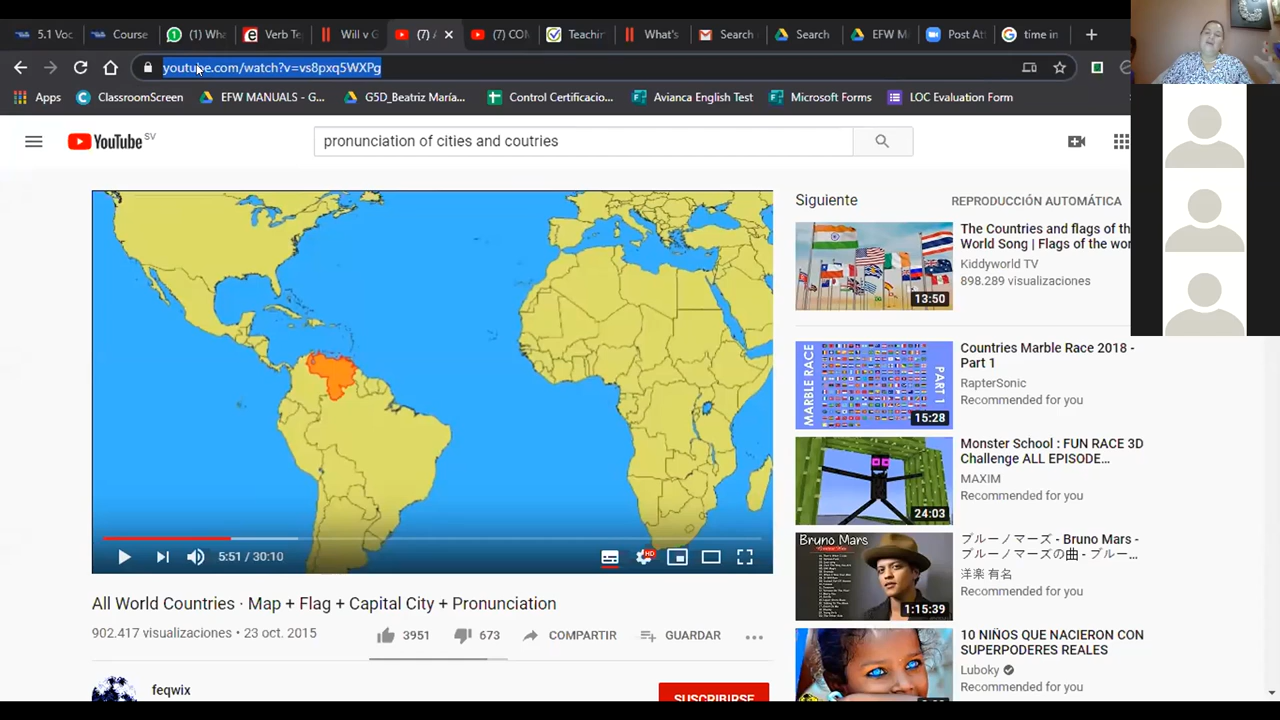 5.1 Voc
Course
(1) Wha
Verb Te
Will v G
(7) A
(7) CON
Teachin
What's
Search
Search
EFW M
Post Att
time in
youtube.com/watch?v=vs8pxq5WXPg
Apps
ClassroomScreen
EFW MANUALS - G...
G5D_Beatriz María...
Control Certificacio...
Avianca English Test
Microsoft Forms
LOC Evaluation Form
YouTube SV
pronunciation of cities and coutries
Siguiente
REPRODUCCIÓN AUTOMÁTICA
The Countries and flags of th
World Song | Flags of the wor
Kiddyworld TV
898.289 visualizaciones
13:50
MARBLE RACE
PART 1
15:28
Countries Marble Race 2018 -
Part 1
RapterSonic
Recommended for you
Monster School : FUN RACE 3D
Challenge ALL EPISODE...
MAXIM
Recommended for you
24:03
Bruno Mars
1:15:39
ブルーノマーズ - Bruno Mars -
ブルーノマーズの曲 - ブルー...
洋楽 有名
Recommended for you
10 NIÑOS QUE NACIERON CON
SUPERPODERES REALES
Luboky
Recommended for you
5:51 / 30:10
HD
All World Countries · Map + Flag + Capital City + Pronunciation
902.417 visualizaciones • 23 oct. 2015
3951
673
COMPARTIR
GUARDAR
feqwix
SUSCRIBIRSE